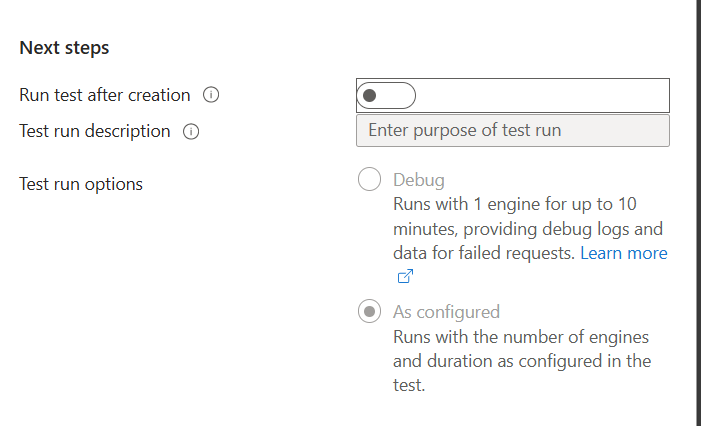 Next steps
Run test after creation
Test run description
Enter purpose of test run
Test run options
Debug
Runs with 1 engine for up to 10
minutes, providing debug logs and
data for failed requests. Learn more
As configured
Runs with the number of engines
and duration as configured in the
test.